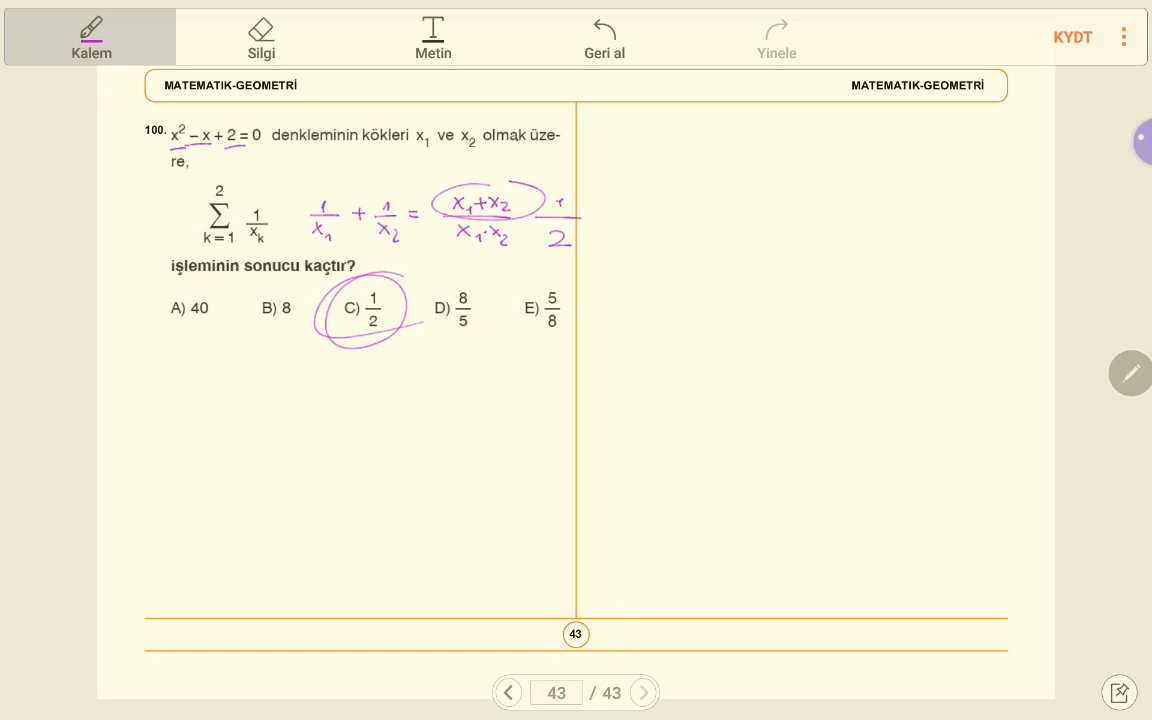 Kalem Silgi Metin Geri al Yinele KYDT
MATEMATIK-GEOMETRİ MATEMATIK-GEOMETRİ
100. x² – x + 2 = 0 denkleminin kökleri x₁ ve x₂ olmak üze-
re,
2
∑ 1/xₖ 1/x₁ + 1/x₂ = x₁+x₂/x₁·x₂ 1/2
k = 1
işleminin sonucu kaçtır?
A) 40 B) 8 C) 1/2 D) 8/5 E) 5/8
43
43 / 43